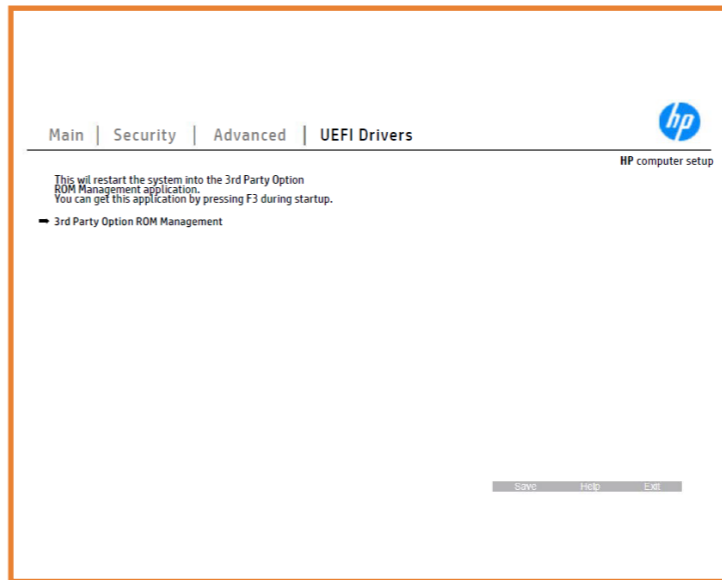 hp
Main | Security | Advanced | UEFI Drivers
HP computer setup
This wil restart the system into the 3rd Party Option
ROM Management application.
You can get this application by pressing F3 during startup.
➡ 3rd Party Option ROM Management
Save Help Exit